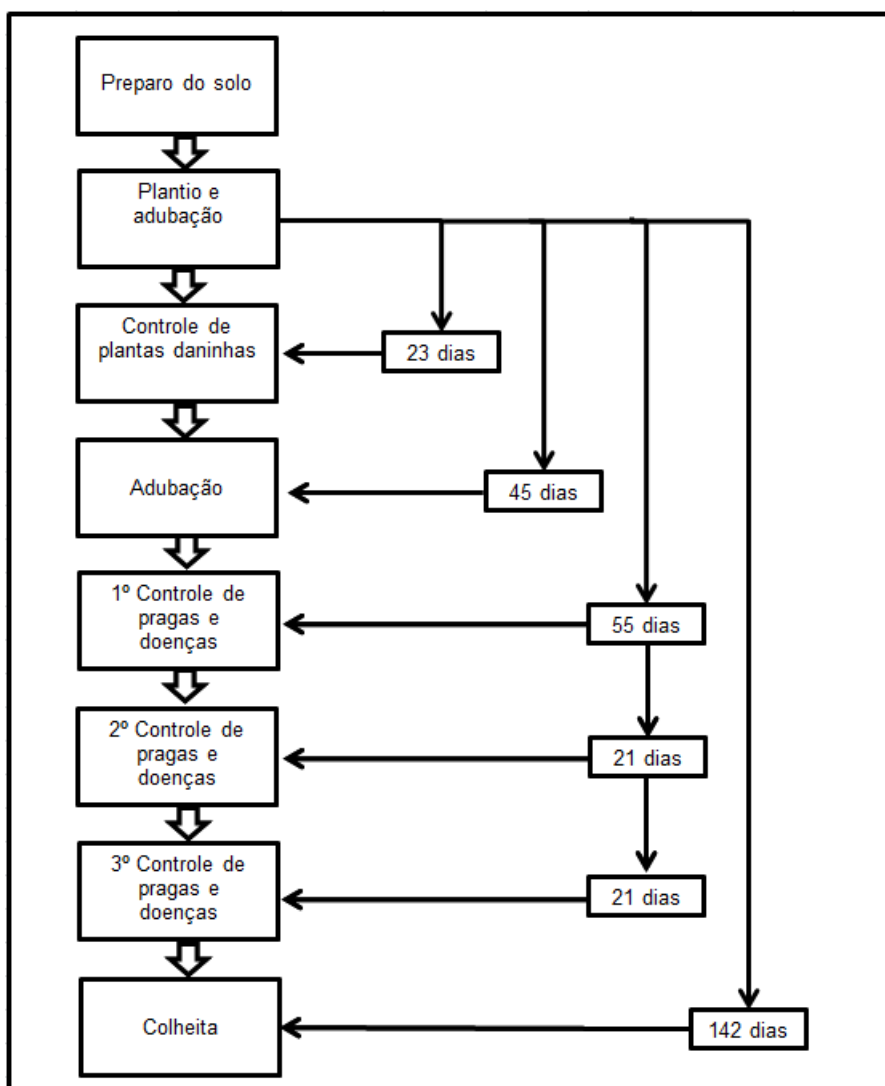 Preparo do solo
Plantio e
adubação
Controle de
plantas daninhas
23 dias
Adubação
45 dias
1º Controle de
pragas e
doenças
55 dias
2º Controle de
pragas e
doenças
21 dias
3º Controle de
pragas e
doenças
21 dias
Colheita
142 dias